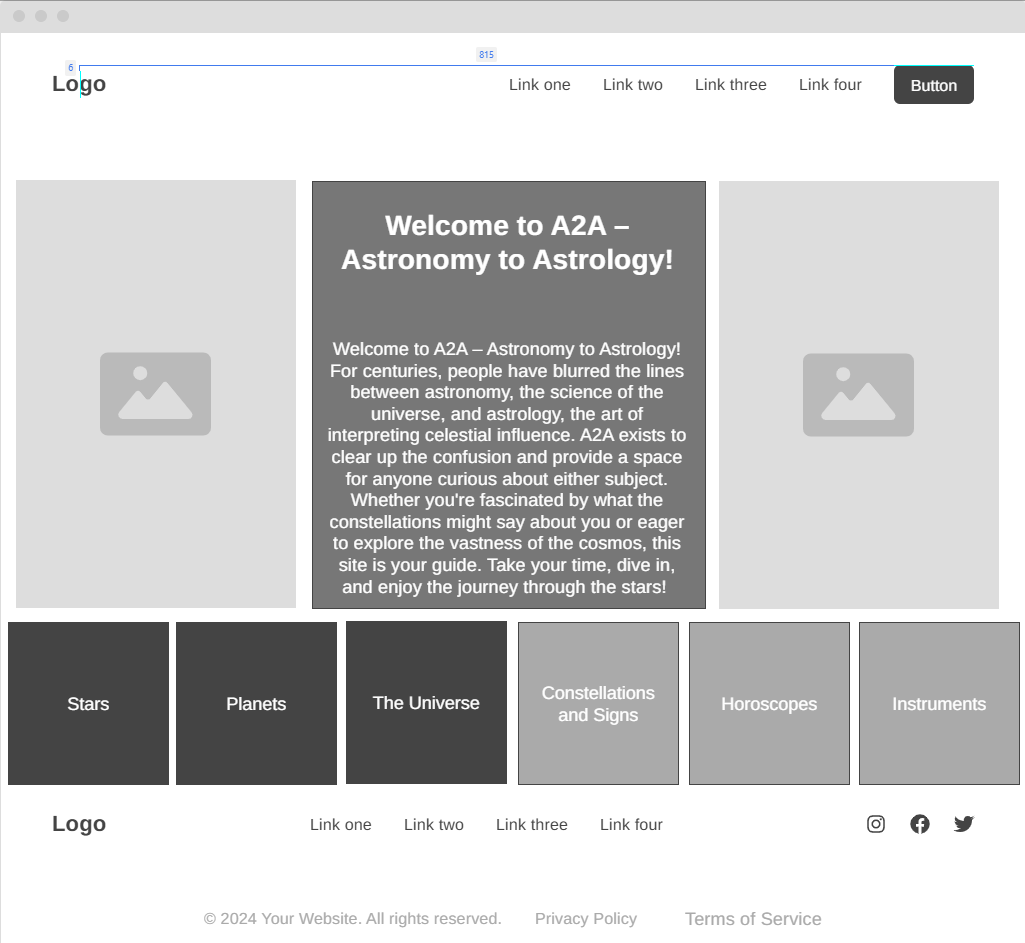 815
6
Logo Link one Link two Link three Link four Button
Welcome to A2A –
Astronomy to Astrology!
Welcome to A2A – Astronomy to Astrology!
For centuries, people have blurred the lines
between astronomy, the science of the
universe, and astrology, the art of
interpreting celestial influence. A2A exists to
clear up the confusion and provide a space
for anyone curious about either subject.
Whether you're fascinated by what the
constellations might say about you or eager
to explore the vastness of the cosmos, this
site is your guide. Take your time, dive in,
and enjoy the journey through the stars!
Stars
Planets
The Universe
Constellations
and Signs
Horoscopes
Instruments
Logo Link one Link two Link three Link four
© 2024 Your Website. All rights reserved. Privacy Policy Terms of Service